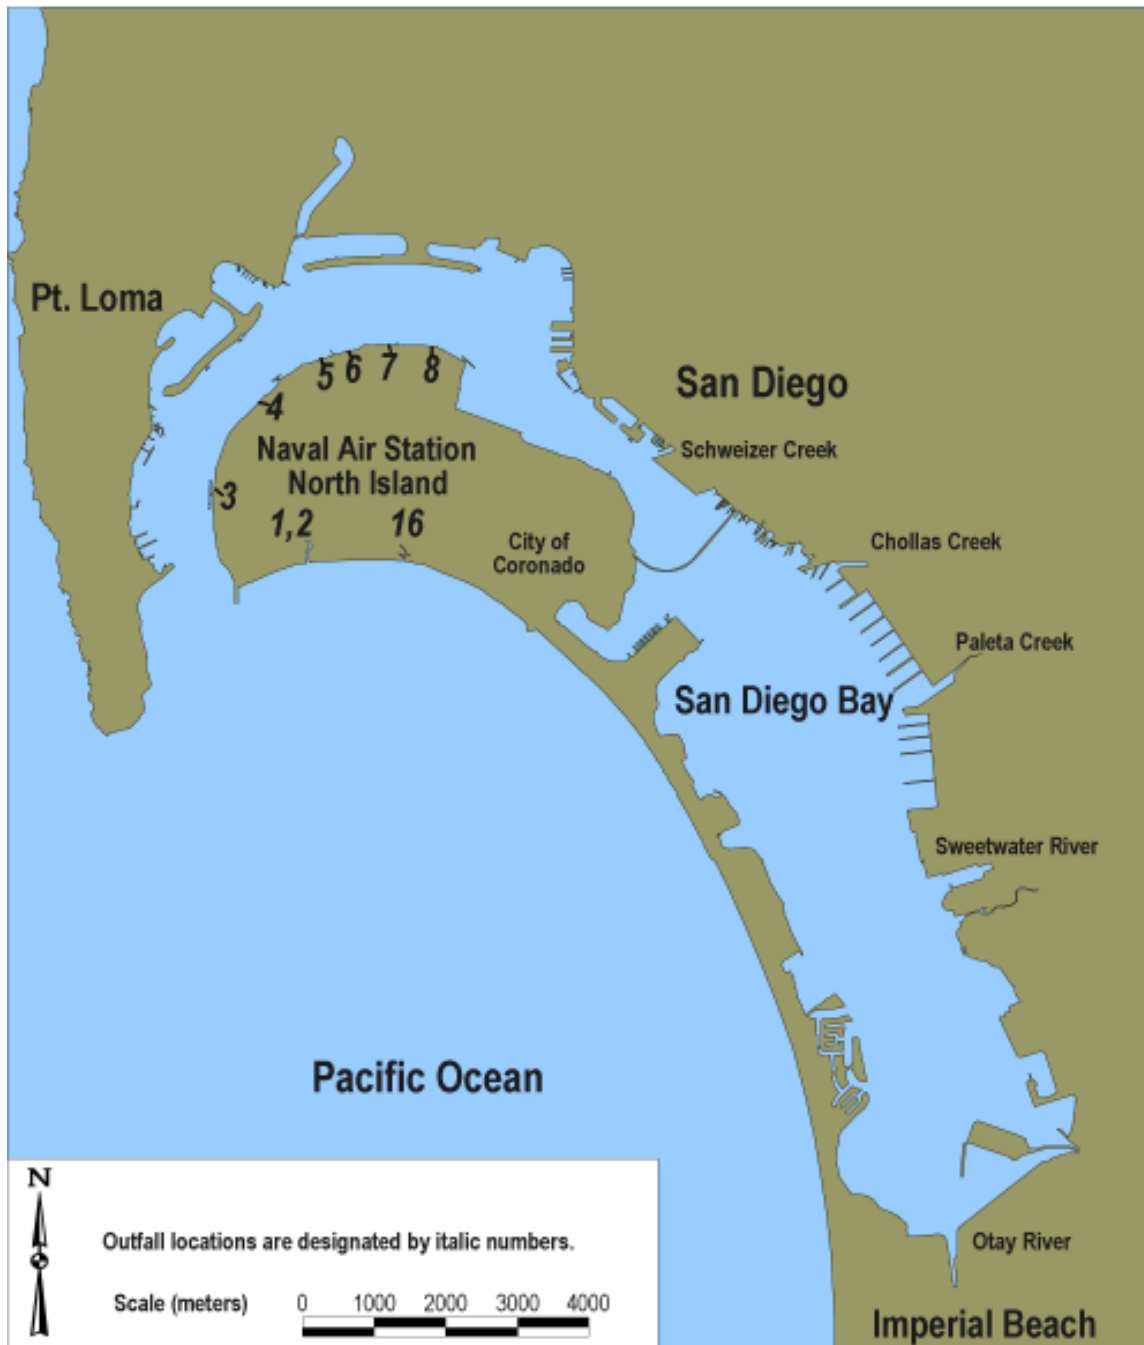 Pt. Loma
5 6 7 8
San Diego
4
Naval Air Station
North Island
Schweizer Creek
3
1,2
16
City of
Coronado
Chollas Creek
Paleta Creek
San Diego Bay
Sweetwater River
Pacific Ocean
N
Outfall locations are designated by italic numbers.
Scale (meters) 0 1000 2000 3000 4000
Otay River
Imperial Beach